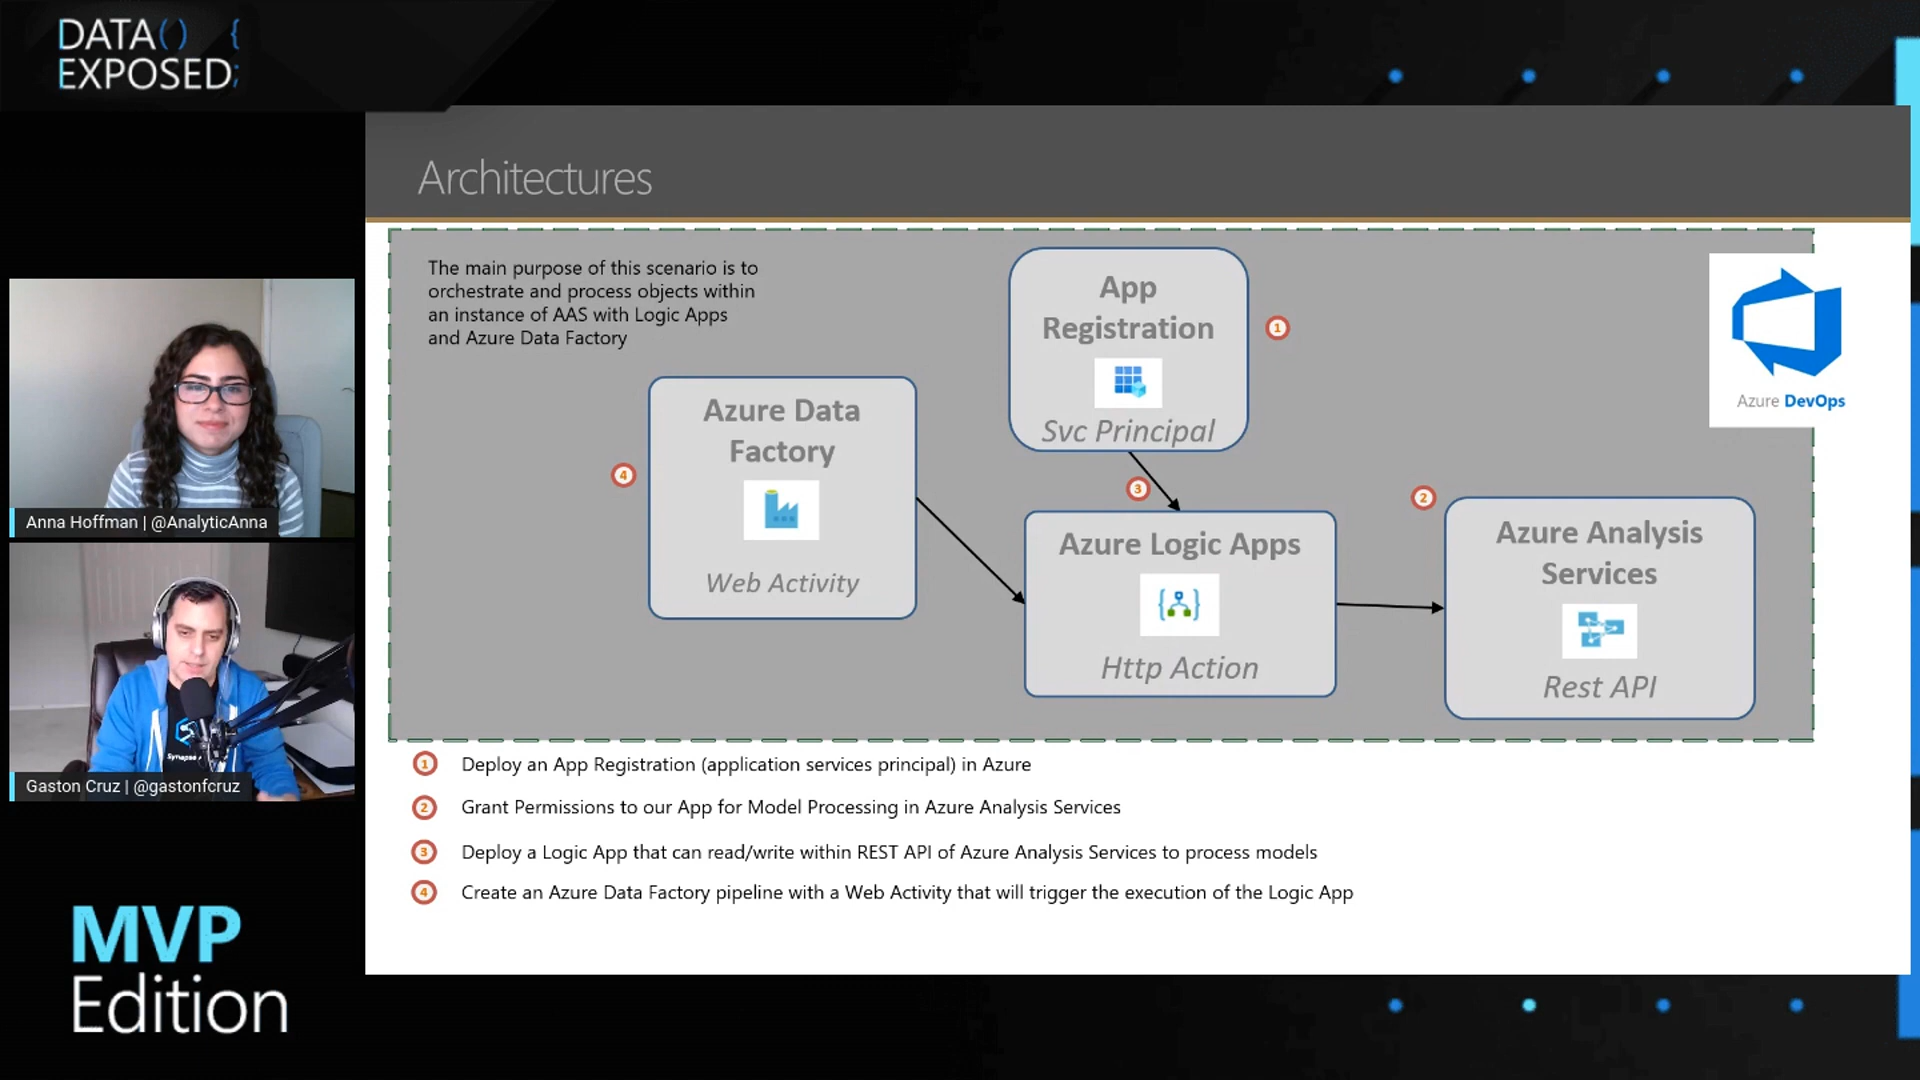 DATA() {
EXPOSED;
Architectures
The main purpose of this scenario is to
orchestrate and process objects within
an instance of AAS with Logic Apps
and Azure Data Factory
App
Registration
Svc Principal
1
Azure DevOps
Azure Data
Factory
Web Activity
4
3
2
Azure Logic Apps
Http Action
Azure Analysis
Services
Rest API
Anna Hoffman | @AnalyticAnna
Synapse
Gaston Cruz | @gastonfcruz
1 Deploy an App Registration (application services principal) in Azure
2 Grant Permissions to our App for Model Processing in Azure Analysis Services
3 Deploy a Logic App that can read/write within REST API of Azure Analysis Services to process models
4 Create an Azure Data Factory pipeline with a Web Activity that will trigger the execution of the Logic App
MVP
Edition